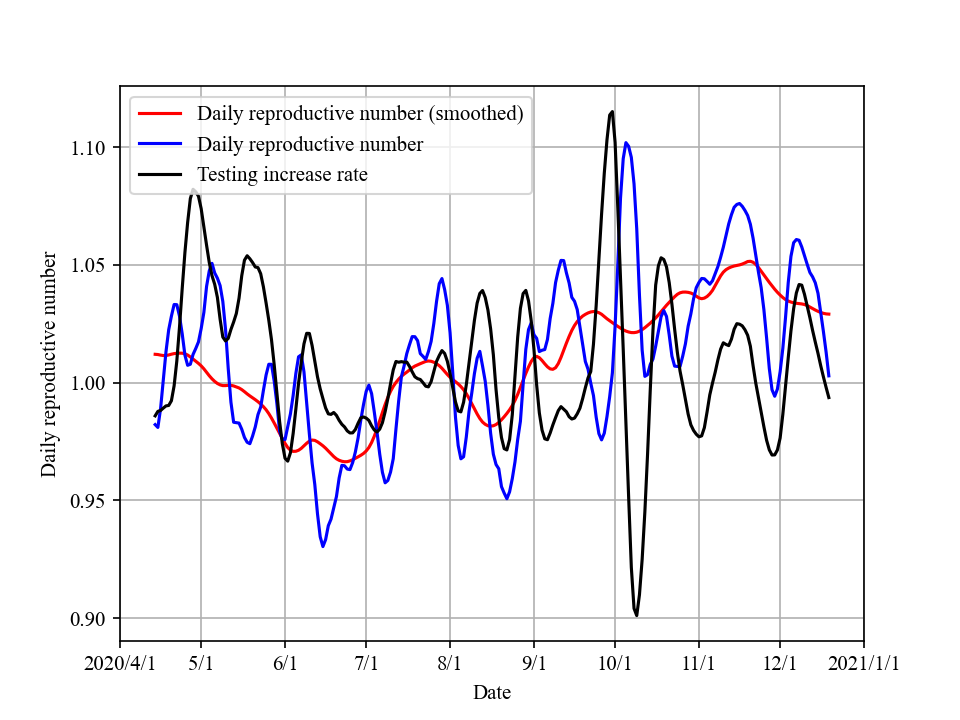 Daily reproductive number (smoothed)
Daily reproductive number
Testing increase rate
Daily reproductive number
1.10
1.05
1.00
0.95
0.90
2020/4/1 5/1 6/1 7/1 8/1 9/1 10/1 11/1 12/1 2021/1/1
Date